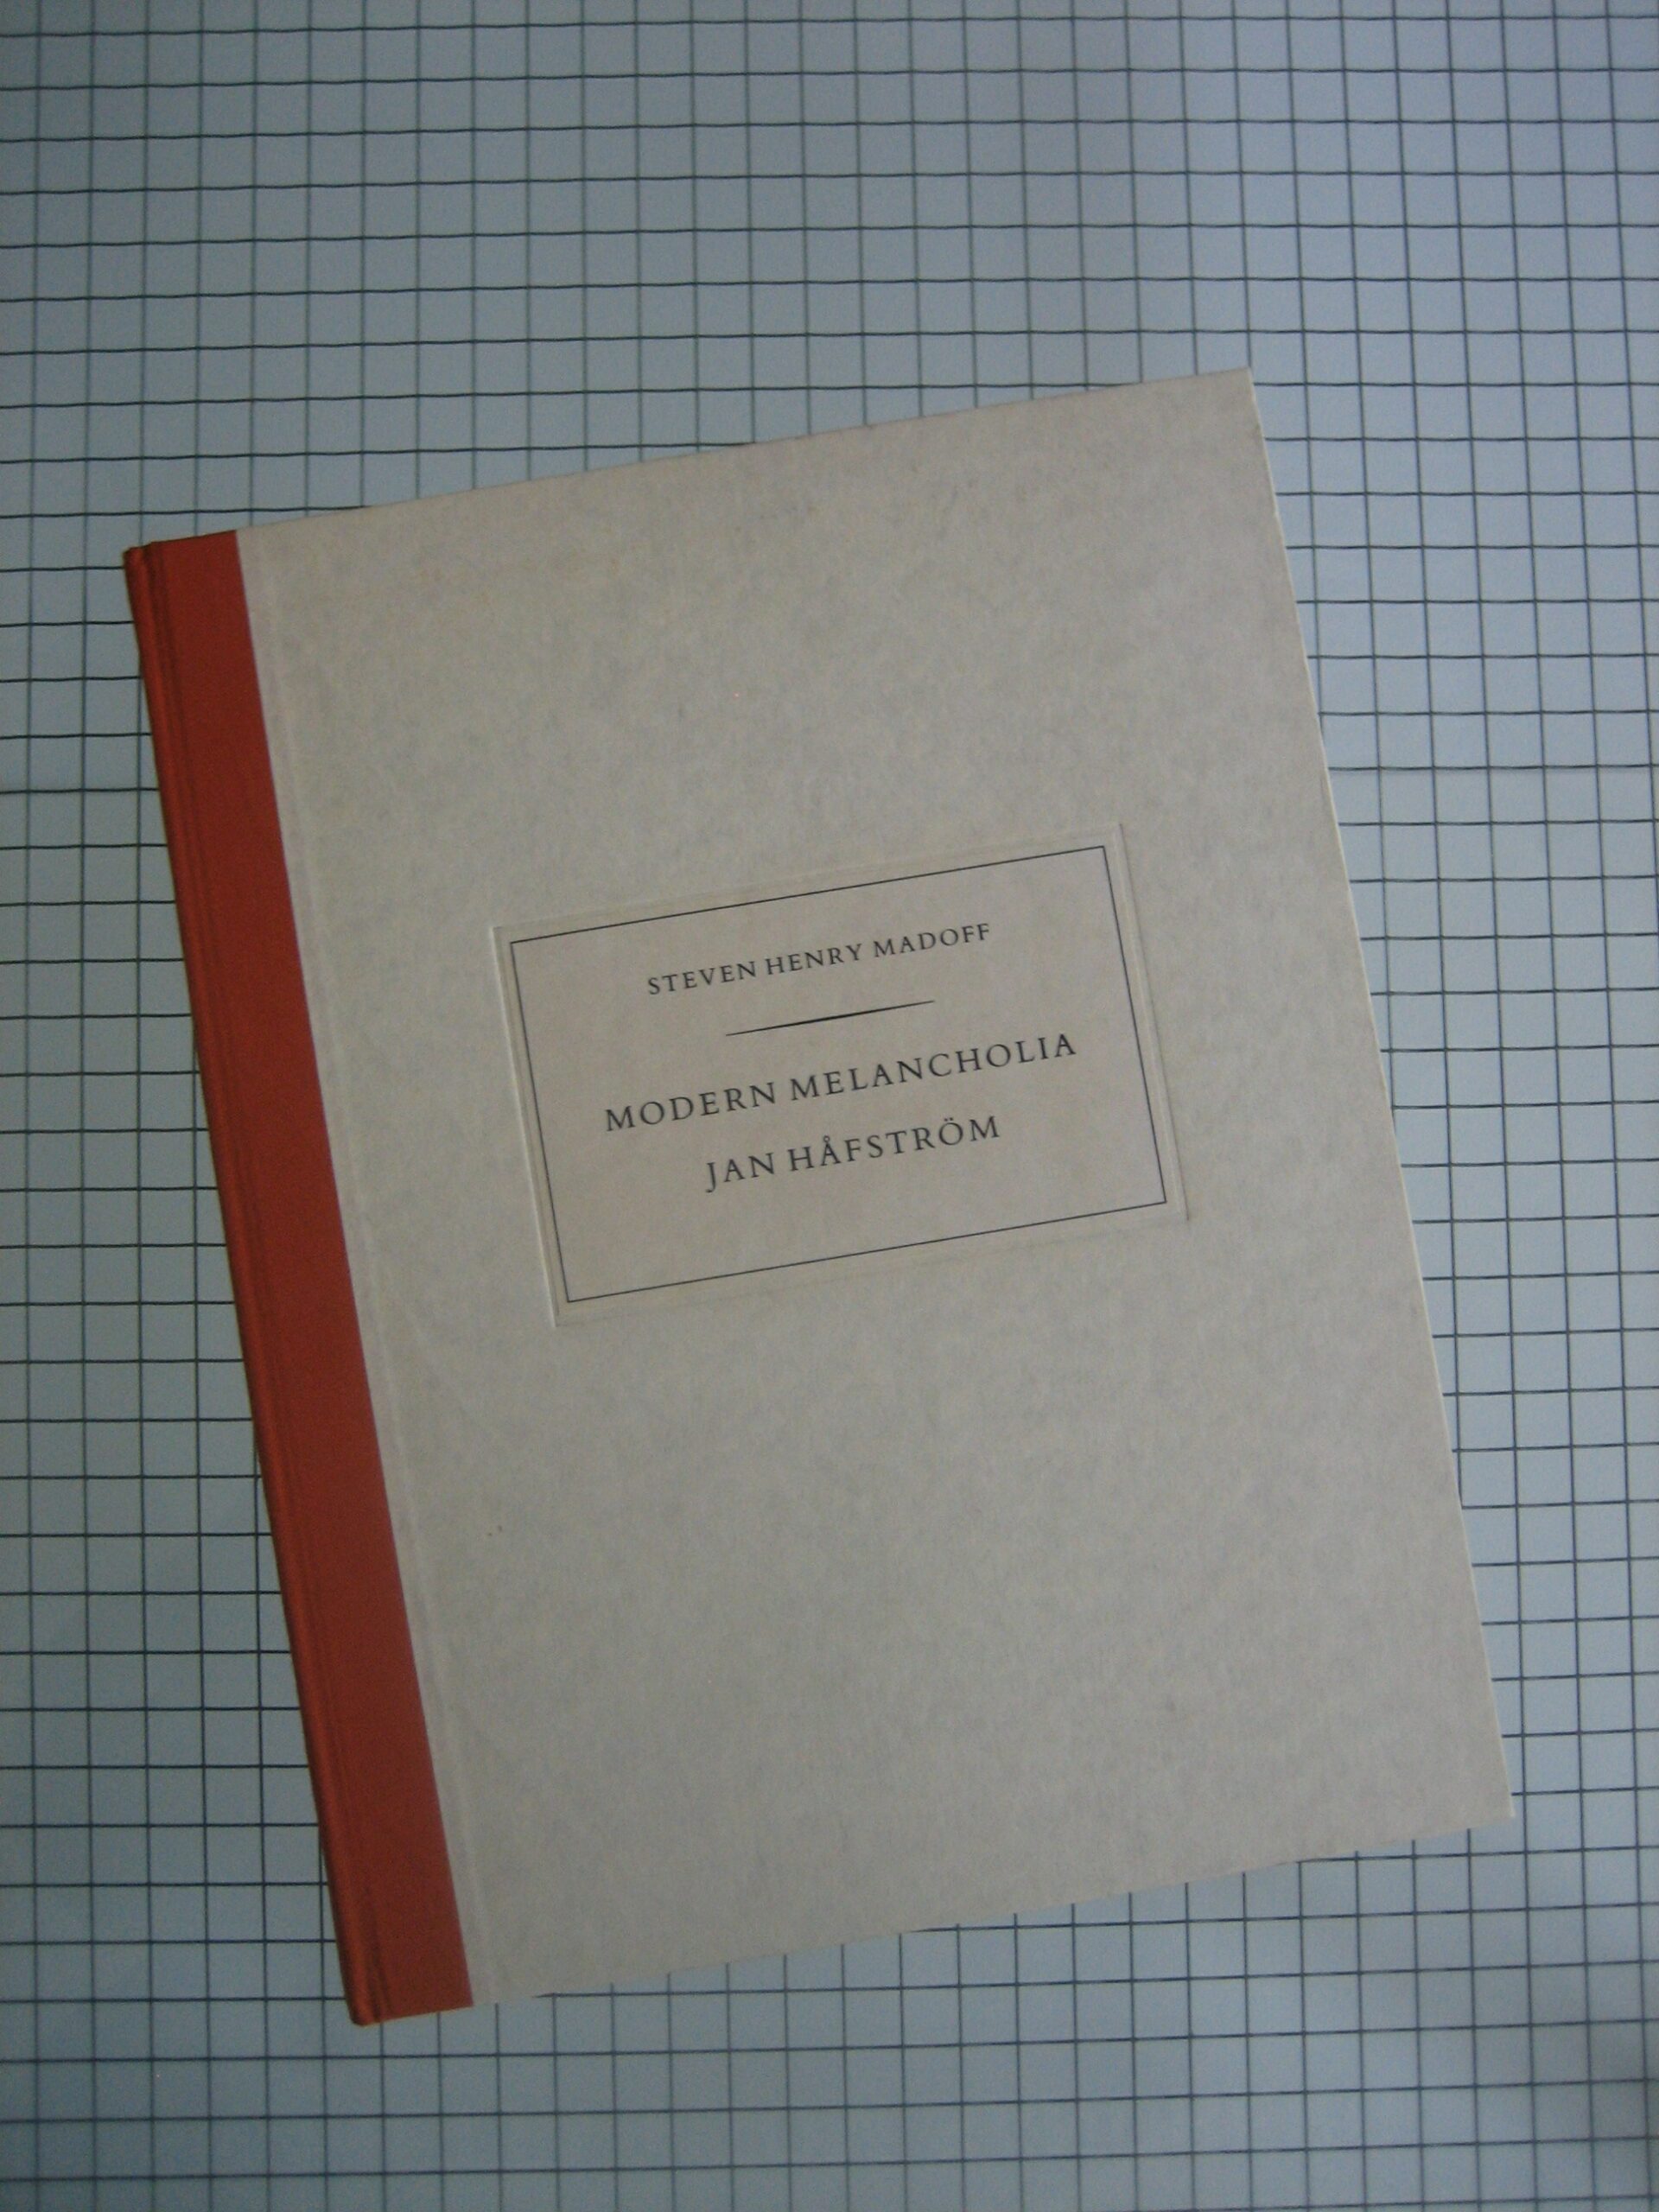 STEVEN HENRY MADOFF
MODERN MELANCHOLIA
JAN HÅFSTRÖM